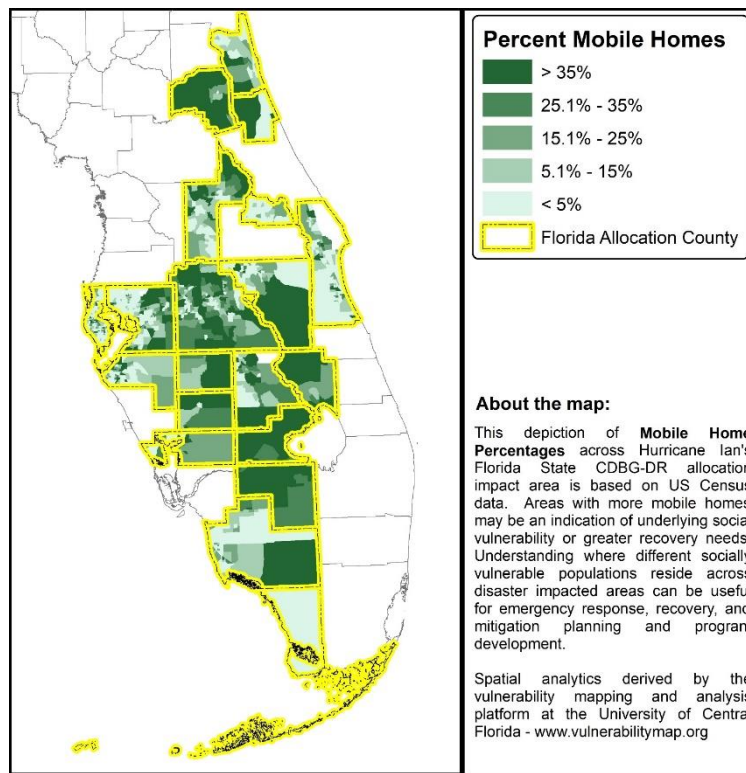 Percent Mobile Homes
> 35%
25.1% - 35%
15.1% - 25%
5.1% - 15%
< 5%
Florida Allocation County
About the map:
This depiction of Mobile Home
Percentages across Hurricane Ian's
Florida State CDBG-DR allocation
impact area is based on US Census
data. Areas with more mobile homes
may be an indication of underlying social
vulnerability or greater recovery needs.
Understanding where different socially
vulnerable populations reside across
disaster impacted areas can be useful
for emergency response, recovery, and
mitigation planning and program
development.
Spatial analytics derived by the
vulnerability mapping and analysis
platform at the University of Central
Florida - www.vulnerabilitymap.org